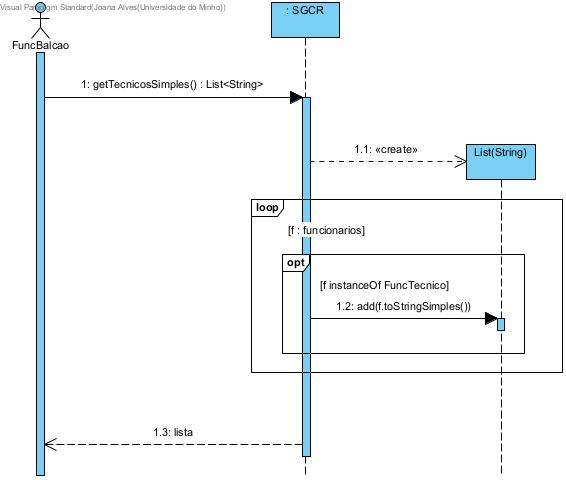 Visual Paradigm Standard(Joana Alves(Universidade do Minho))
: SGCR
FuncBalcao
1: getTecnicosSimples() : List<String>
1.1: «create»
List(String)
loop
[f : funcionarios]
opt
[f instanceOf FuncTecnico]
1.2: add(f.toStringSimples())
1.3: lista